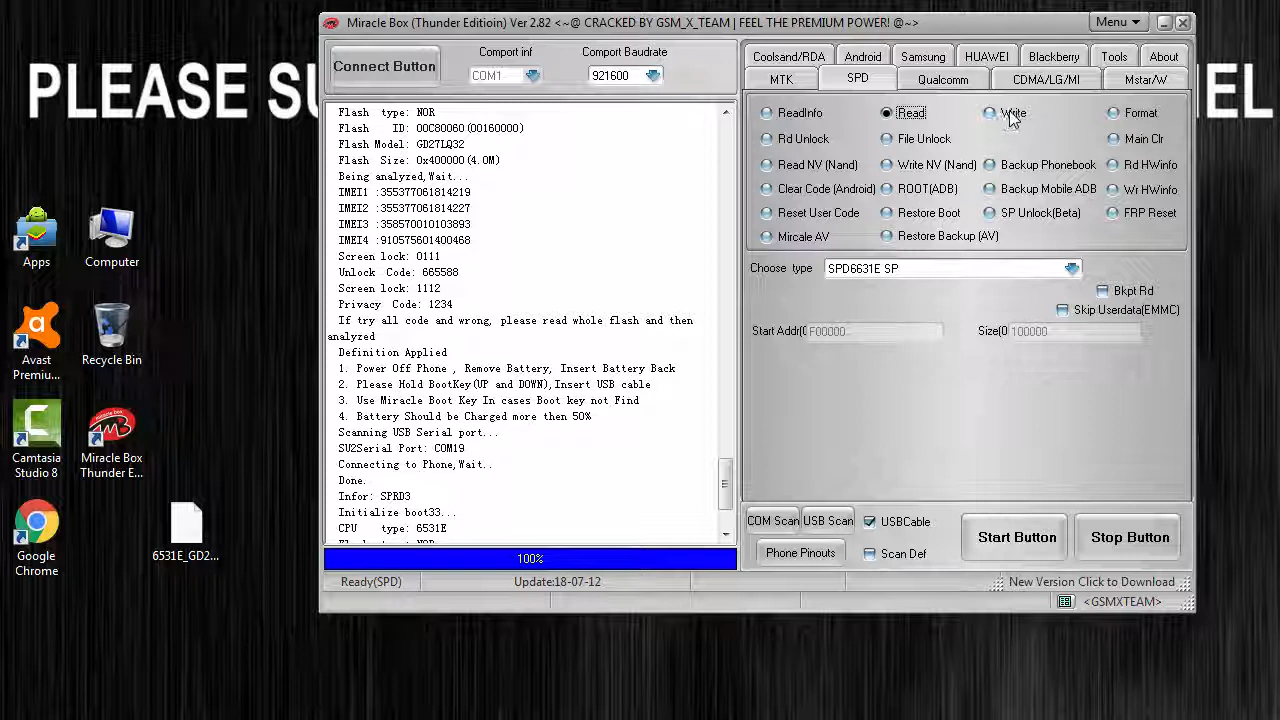 PLEASE SU
NEL
Miracle Box (Thunder Editioin) Ver 2.82 <~@ CRACKED BY GSM_X_TEAM | FEEL THE PREMIUM POWER! @~>
Menu
Connect Button
Comport inf
Comport Baudrate
COM1
921600
Coolsand/RDA
Android
Samsung
HUAW/EI
Blackberry
Tools
About
MTK
SPD
Qualcomm
CDMA/LG/MI
Mstar/W
ReadInfo
Read
Write
Format
Rd Unlock
File Unlock
Main Clr
Read NV (Nand)
Write NV (Nand)
Backup Phonebook
Rd HWinfo
Clear Code (Android)
ROOT(ADB)
Backup Mobile ADB
Wr HWinfo
Reset User Code
Restore Boot
SP Unlock(Beta)
FRP Reset
Mircale AV
Restore Backup (AV)
Choose type
SPD6631E SP
Bkpt Rd
Skip Userdata(EMMC)
Start Addr(0
F00000
Size(0
100000
Flash type: NOR
Flash ID: 00C80060(00160000)
Flash Model: GD27LQ32
Flash Size: 0x400000(4.0M)
Being analyzed,Wait...
IMEI1 :355377061814219
IMEI2 :355377061814227
IMEI3 :358570010103893
IMEI4 :910575601400468
Screen lock: 0111
Unlock Code: 665588
Screen lock: 1112
Privacy Code: 1234
If try all code and wrong, please read whole flash and then
analyzed
Definition Applied
1. Power Off Phone , Remove Battery, Insert Battery Back
2. Please Hold BootKey(UP and DOWN),Insert USB cable
3. Use Miracle Boot Key In cases Boot key not Find
4. Battery Should be Charged more then 50%
Scanning USB Serial port...
SU2Serial Port: COM19
Connecting to Phone,Wait..
Done.
Infor: SPRD3
Initialize boot33...
CPU type: 6531E
100%
COM Scan
USB Scan
USBCable
Start Button
Stop Button
Phone Pinouts
Scan Def
Ready(SPD)
Update:18-07-12
New Version Click to Download
<GSMXTEAM>
Apps
Computer
Avast
Premiu...
Recycle Bin
Camtasia
Studio 8
Miracle Box
Thunder E...
Google
Chrome
6531E_GD2...